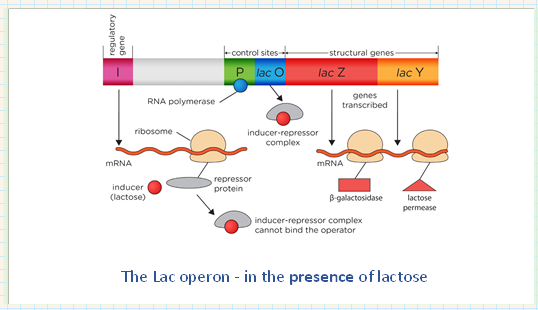 regulatory
gene
control sites
structural genes
I
P
lac O
lac Z
lac Y
RNA polymerase
genes
transcribed
inducer-repressor
complex
ribosome
mRNA
mRNA
inducer
(lactose)
repressor
protein
β-galactosidase
lactose
permease
inducer-repressor complex
cannot bind the operator
The Lac operon - in the presence of lactose